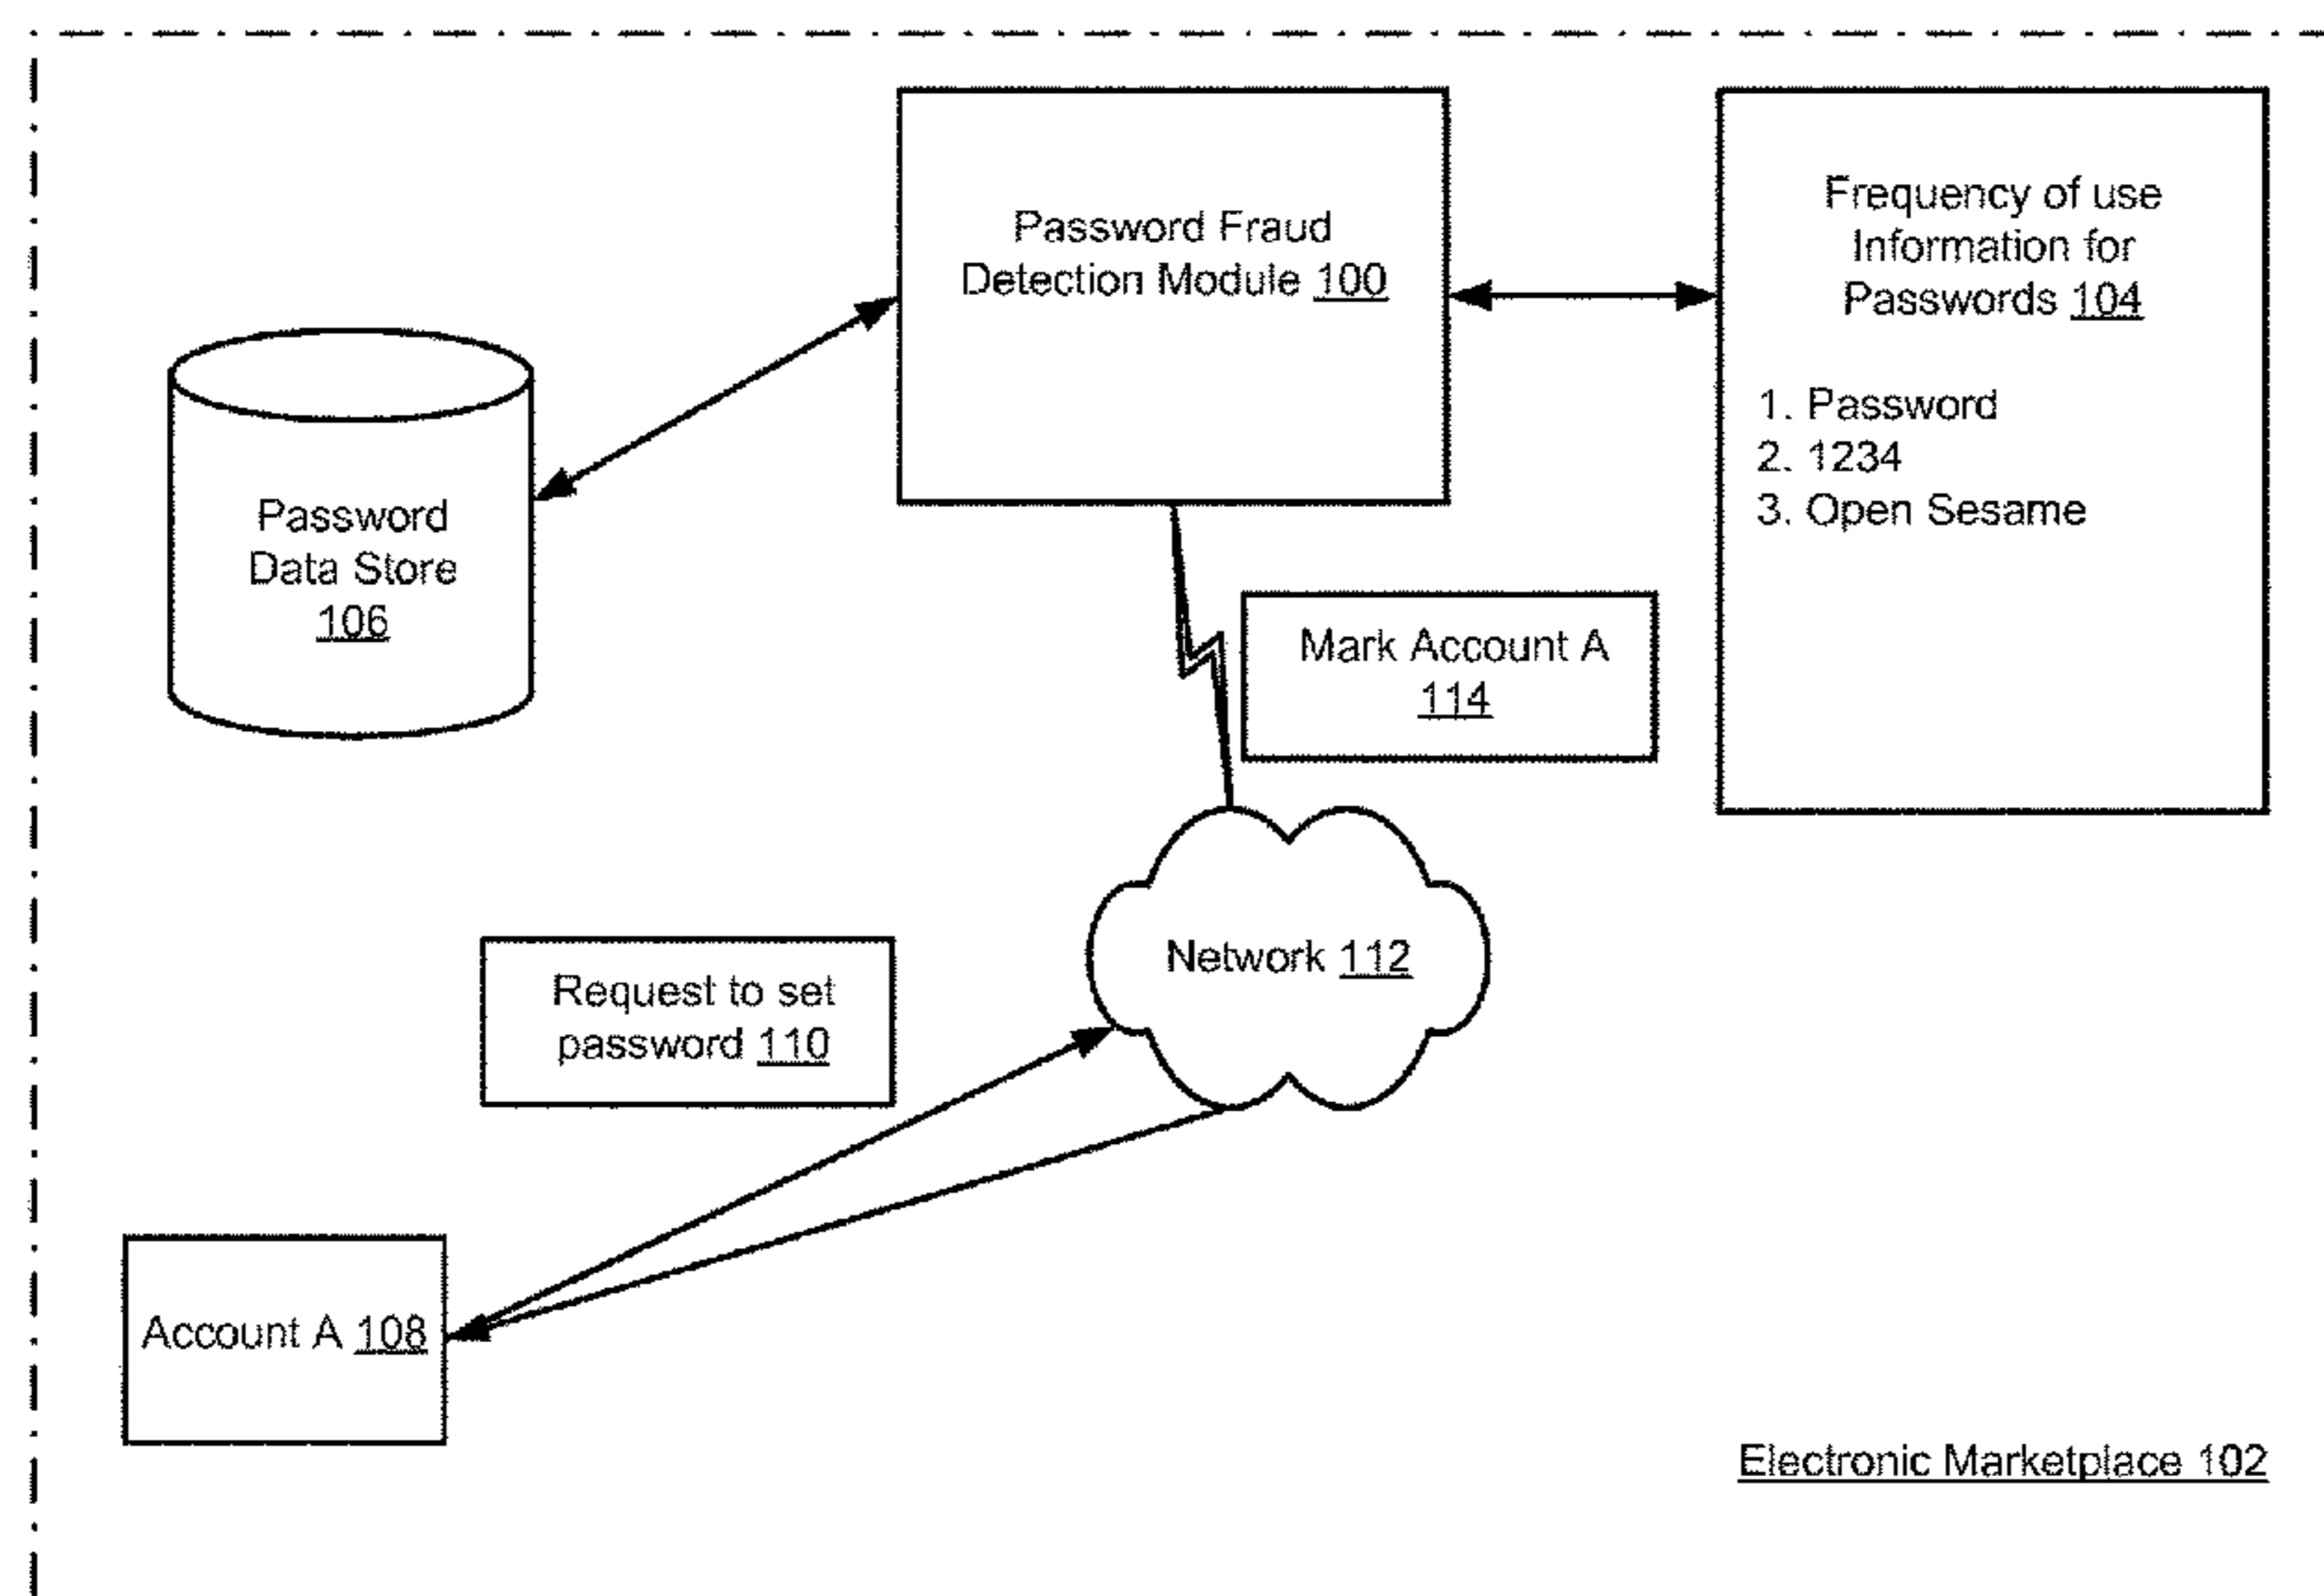 Password Fraud
Detection Module 100
Frequency of use
Information for
Passwords 104
1. Password
2. 1234
3. Open Sesame
Password
Data Store
106
Mark Account A
114
Network 112
Request to set
password 110
Account A 108
Electronic Marketplace 102